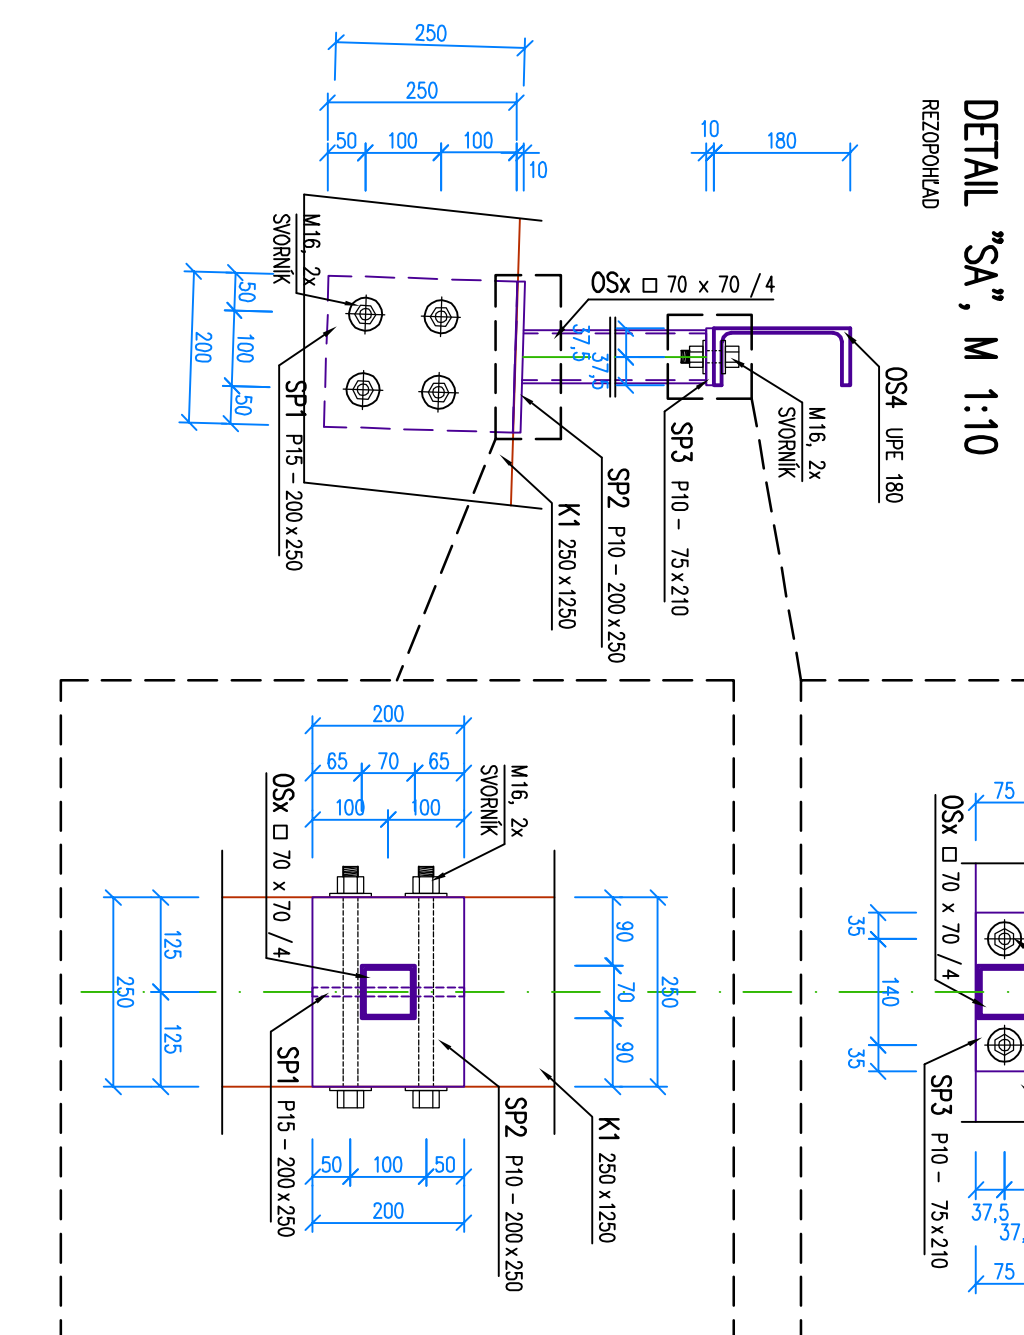 DETAIL "SA", M 1:10
REZOPOHĽAD
250
250
50
100
100
10
10
180
M16, 2x
SVORNÍK
OSx □ 70 x 70 /4
50
100
50
200
37,5
37,5
OS4 UPE 180
M16, 2x
SVORNÍK
SP3 P10 - 75x210
SP2 P10 - 200x250
K1 250x1250
SP1 P15 - 200x250
200
65
70
65
100
100
M16, 2x
SVORNÍK
OSx □ 70 x 70 /4
125
125
250
90
70
90
250
SP1 P15 - 200x250
SP2 P10 - 200x250
K1 250x1250
50
100
50
200
75
OSx □ 70 x 70 /4
35
140
35
SP3 P10 - 75x210
37,5
37,
75